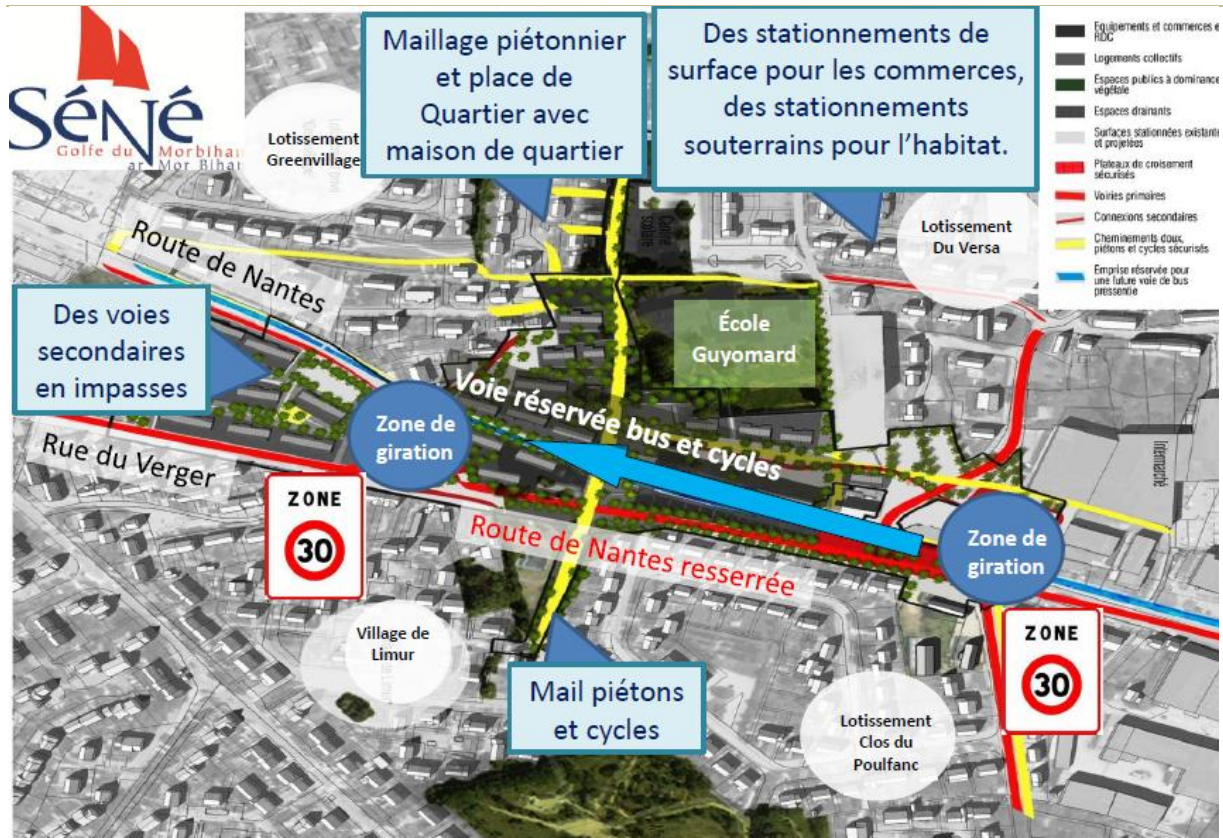 Séné
Golfe du Morbihan
ar Mor Bihan
Maillage piétonnier
et place de
Quartier avec
maison de quartier
Des stationnements de
surface pour les commerces,
des stationnements
souterrains pour l’habitat.
Equipements et commerces e
RDC
Logements collectifs
Espaces publics à dominance
végétale
Espaces drainants
Surfaces stationnées existante
et projetées
Plateaux de croisement
sécurisés
Voiries primaires
Connexions secondaires
Cheminements doux,
piétons et cycles sécurisés
Emprise réservée pour
une future voie de bus
pressentie
Lotissement
Greenvillage
Lotissement
Du Versa
Route de Nantes
Des voies
secondaires
en impasses
École
Guyomard
Voie réservée bus et cycles
Zone de
giration
Rue du Verger
ZONE
30
Route de Nantes resserrée
Intermarché
Zone de
giration
ZONE
30
Village de
Limur
Mail piétons
et cycles
Lotissement
Clos du
Poulfanc